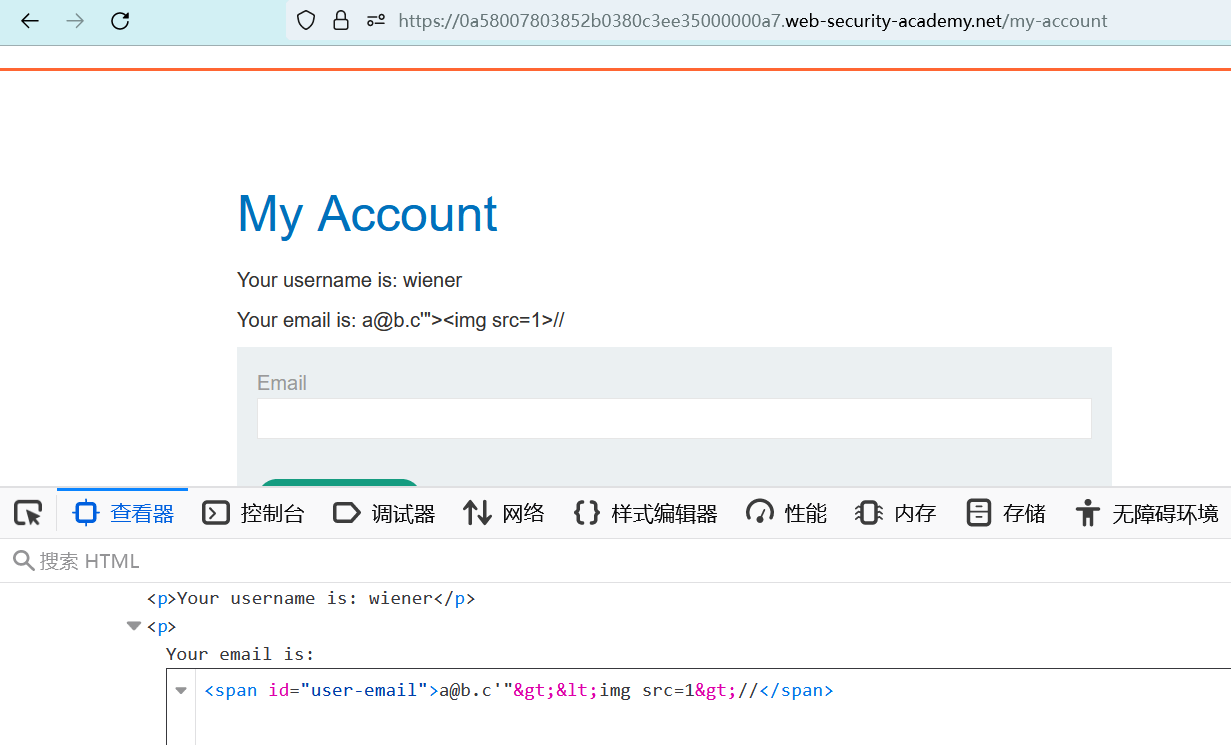 https://0a58007803852b0380c3ee35000000a7.web-security-academy.net/my-account
My Account
Your username is: wiener
Your email is: a@b.c'"><img src=1>//
Email
查看器 控制台 调试器 网络 样式编辑器 性能 内存 存储 无障碍环境
搜索 HTML
<p>Your username is: wiener</p>
<p>
Your email is:
<span id="user-email">a@b.c'"&gt;&lt;img src=1&gt;//</span>